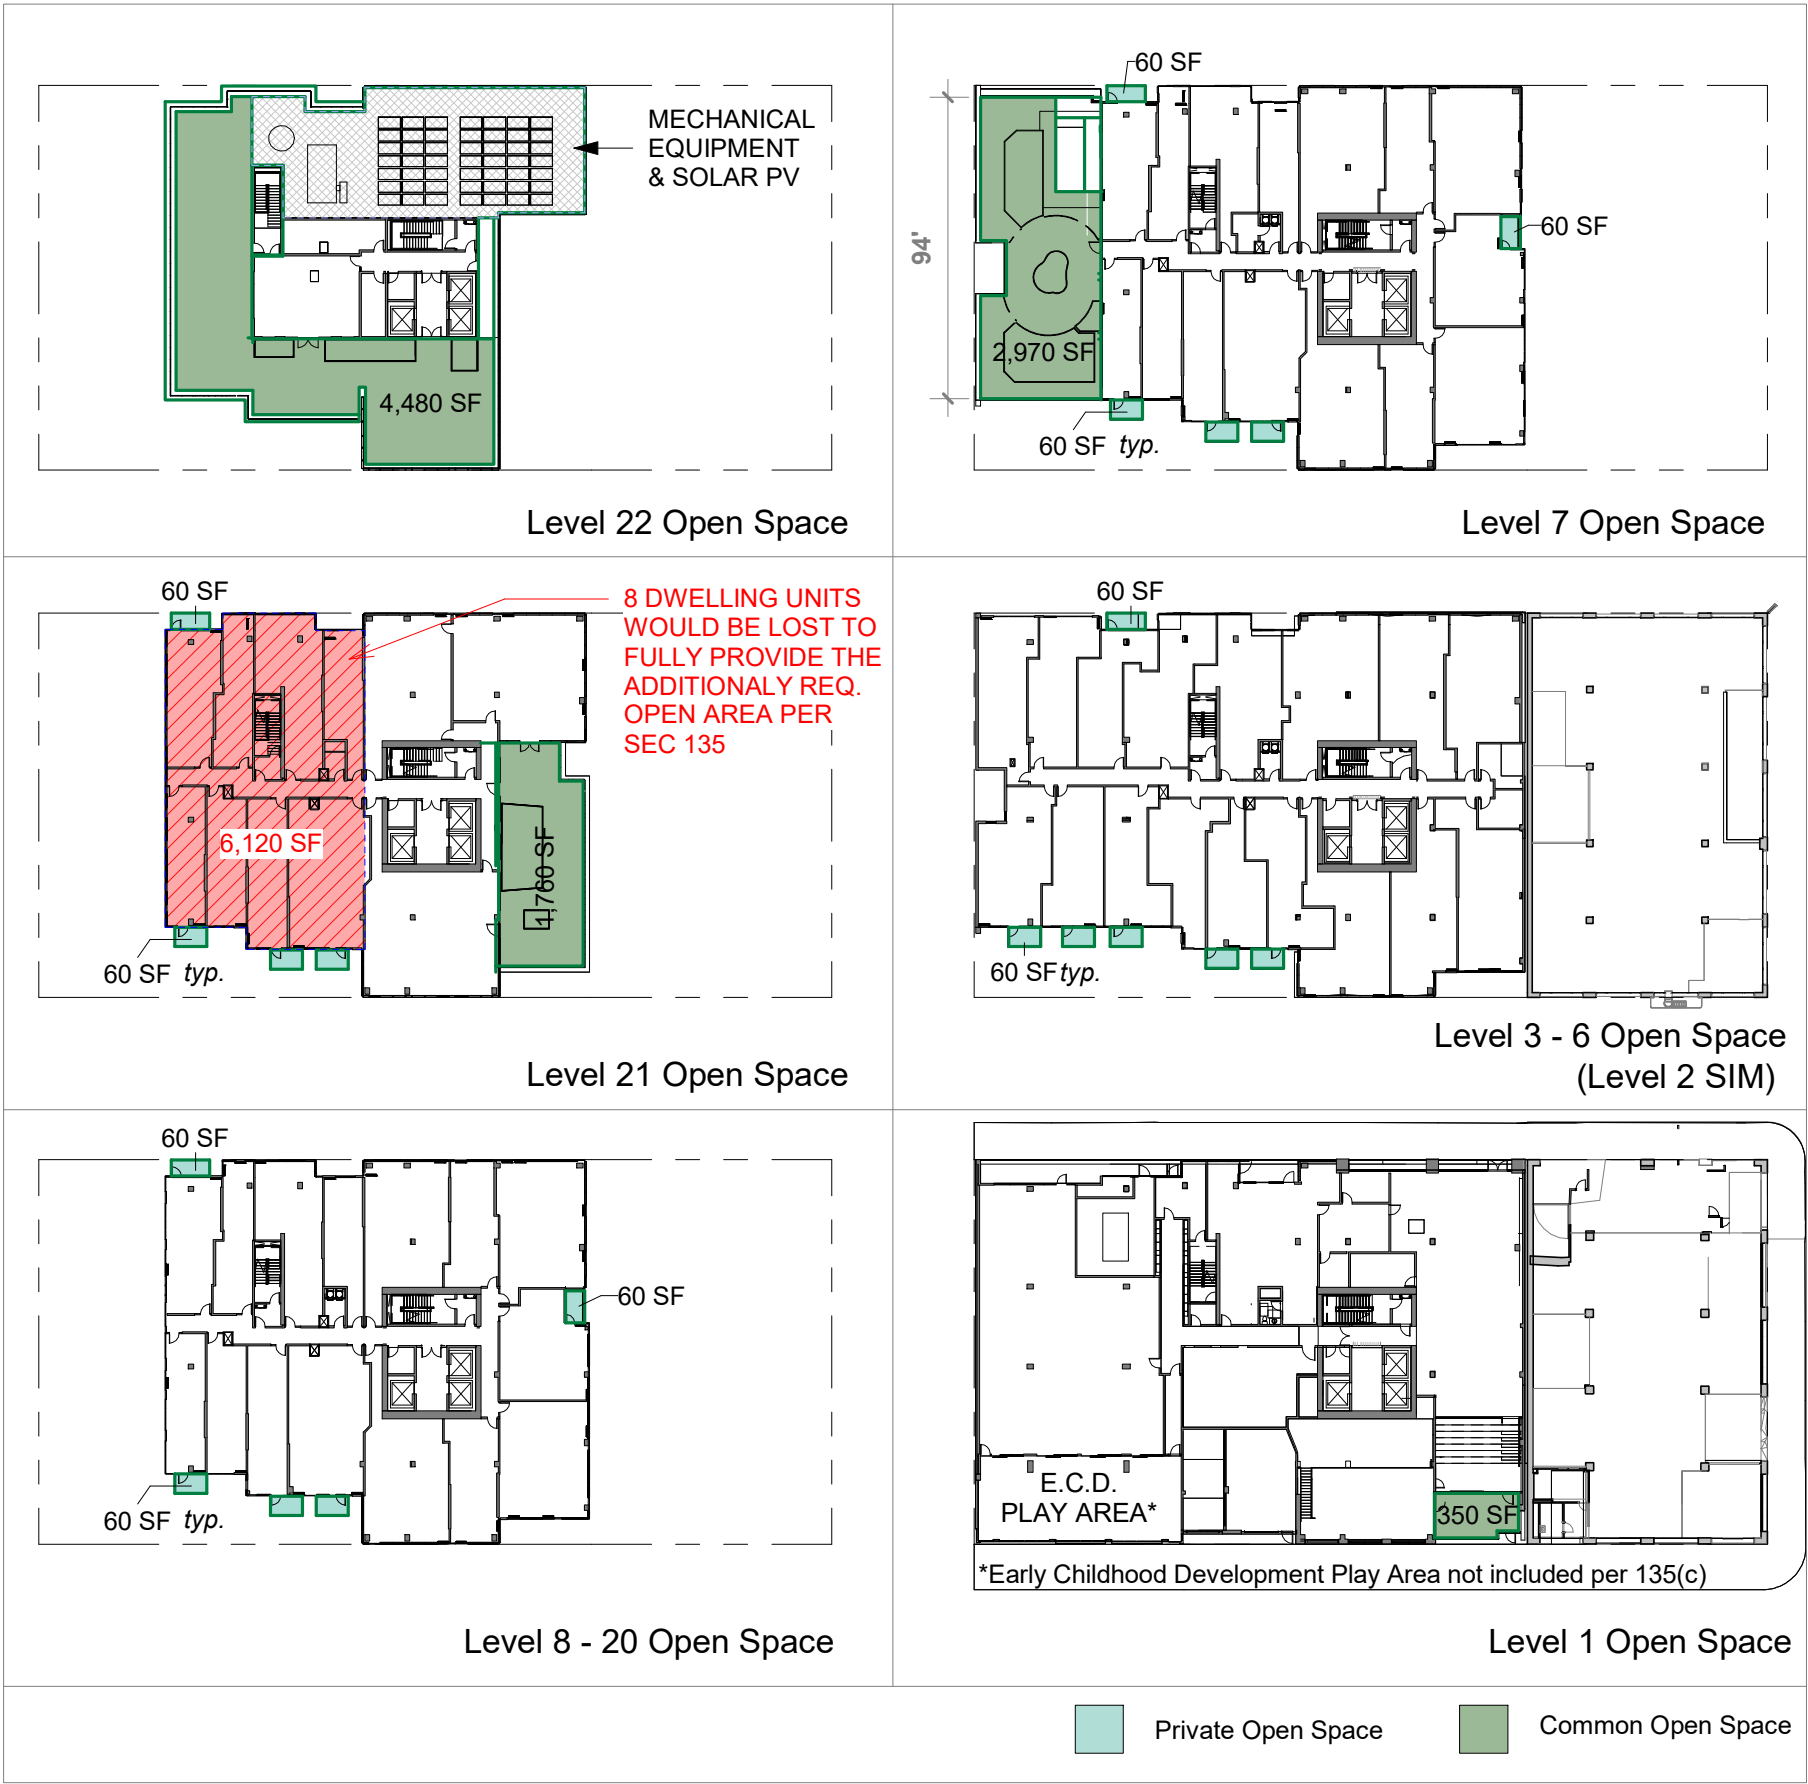 MECHANICAL
EQUIPMENT
& SOLAR PV
4,480 SF
Level 22 Open Space
60 SF
94'
60 SF
2,970 SF
60 SF typ.
Level 7 Open Space
60 SF
8 DWELLING UNITS
WOULD BE LOST TO
FULLY PROVIDE THE
ADDITIONALY REQ.
OPEN AREA PER
SEC 135
6,120 SF
1,760 SF
60 SF typ.
Level 21 Open Space
60 SF
60 SF typ.
Level 3 - 6 Open Space
(Level 2 SIM)
60 SF
60 SF
60 SF typ.
Level 8 - 20 Open Space
E.C.D.
PLAY AREA*
350 SF
*Early Childhood Development Play Area not included per 135(c)
Level 1 Open Space
Private Open Space
Common Open Space